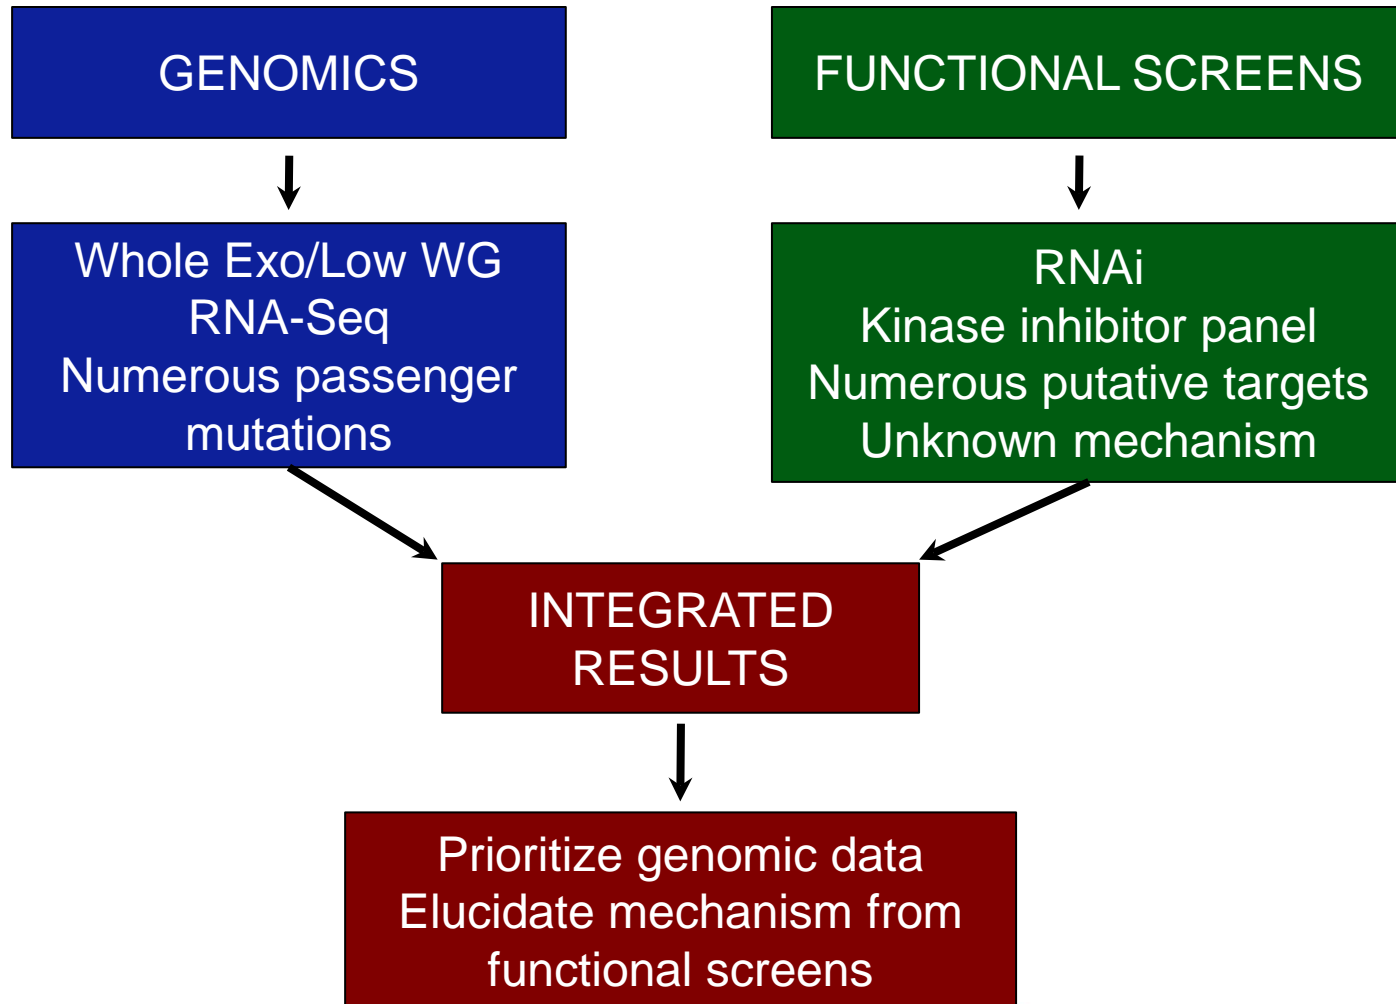 GENOMICS
FUNCTIONAL SCREENS
Whole Exo/Low WG
RNA-Seq
Numerous passenger
mutations
RNAi
Kinase inhibitor panel
Numerous putative targets
Unknown mechanism
INTEGRATED
RESULTS
Prioritize genomic data
Elucidate mechanism from
functional screens